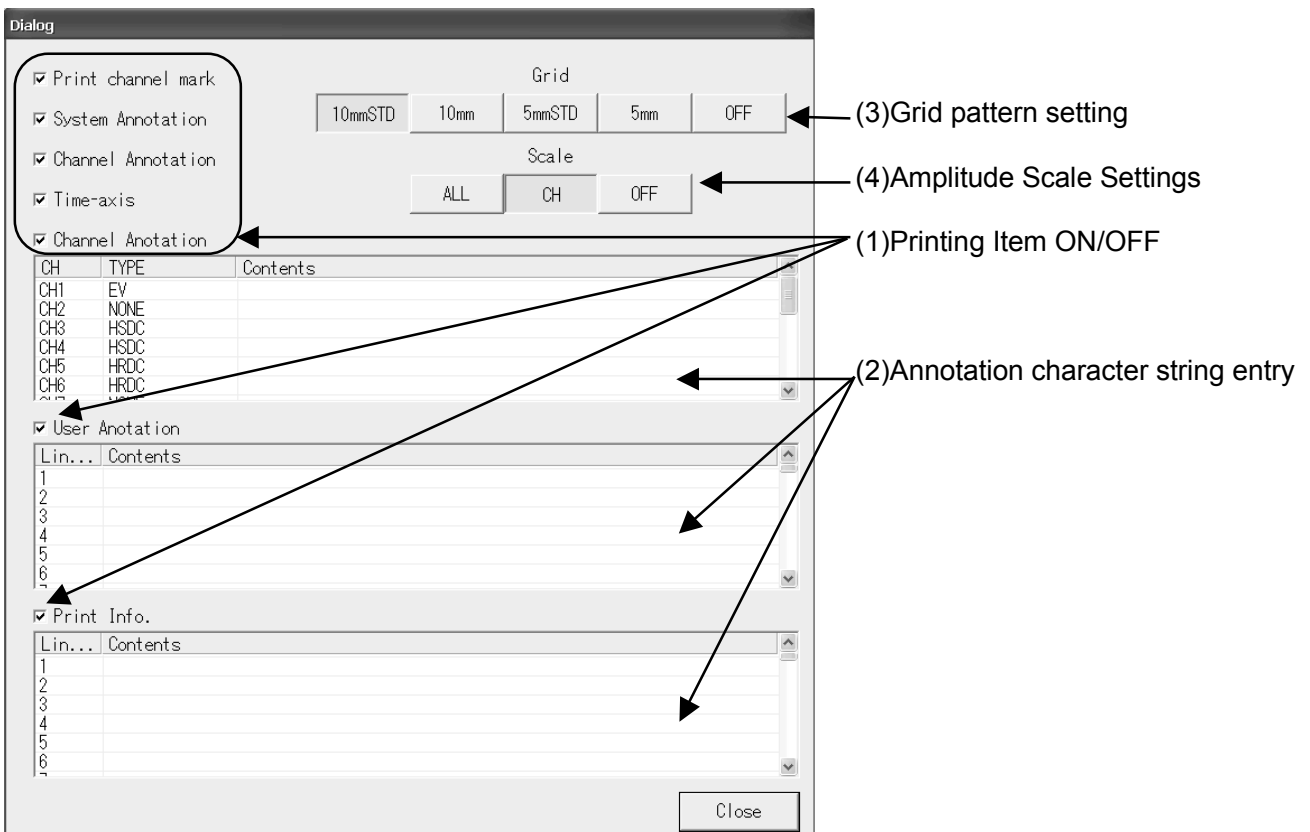 Dialog
Print channel mark
Grid
10mmSTD 10mm 5mmSTD 5mm OFF
(3)Grid pattern setting
System Annotation
Channel Annotation
Scale
ALL CH OFF
(4)Amplitude Scale Settings
Time-axis
Channel Anotation
(1)Printing Item ON/OFF
CH TYPE Contents
CH1 EV
CH2 NONE
CH3 HSDC
CH4 HSDC
CH5 HRDC
CH6 HRDC
(2)Annotation character string entry
User Anotation
Lin... Contents
1
2
3
4
5
6
Print Info.
Lin... Contents
1
2
3
4
5
6
Close